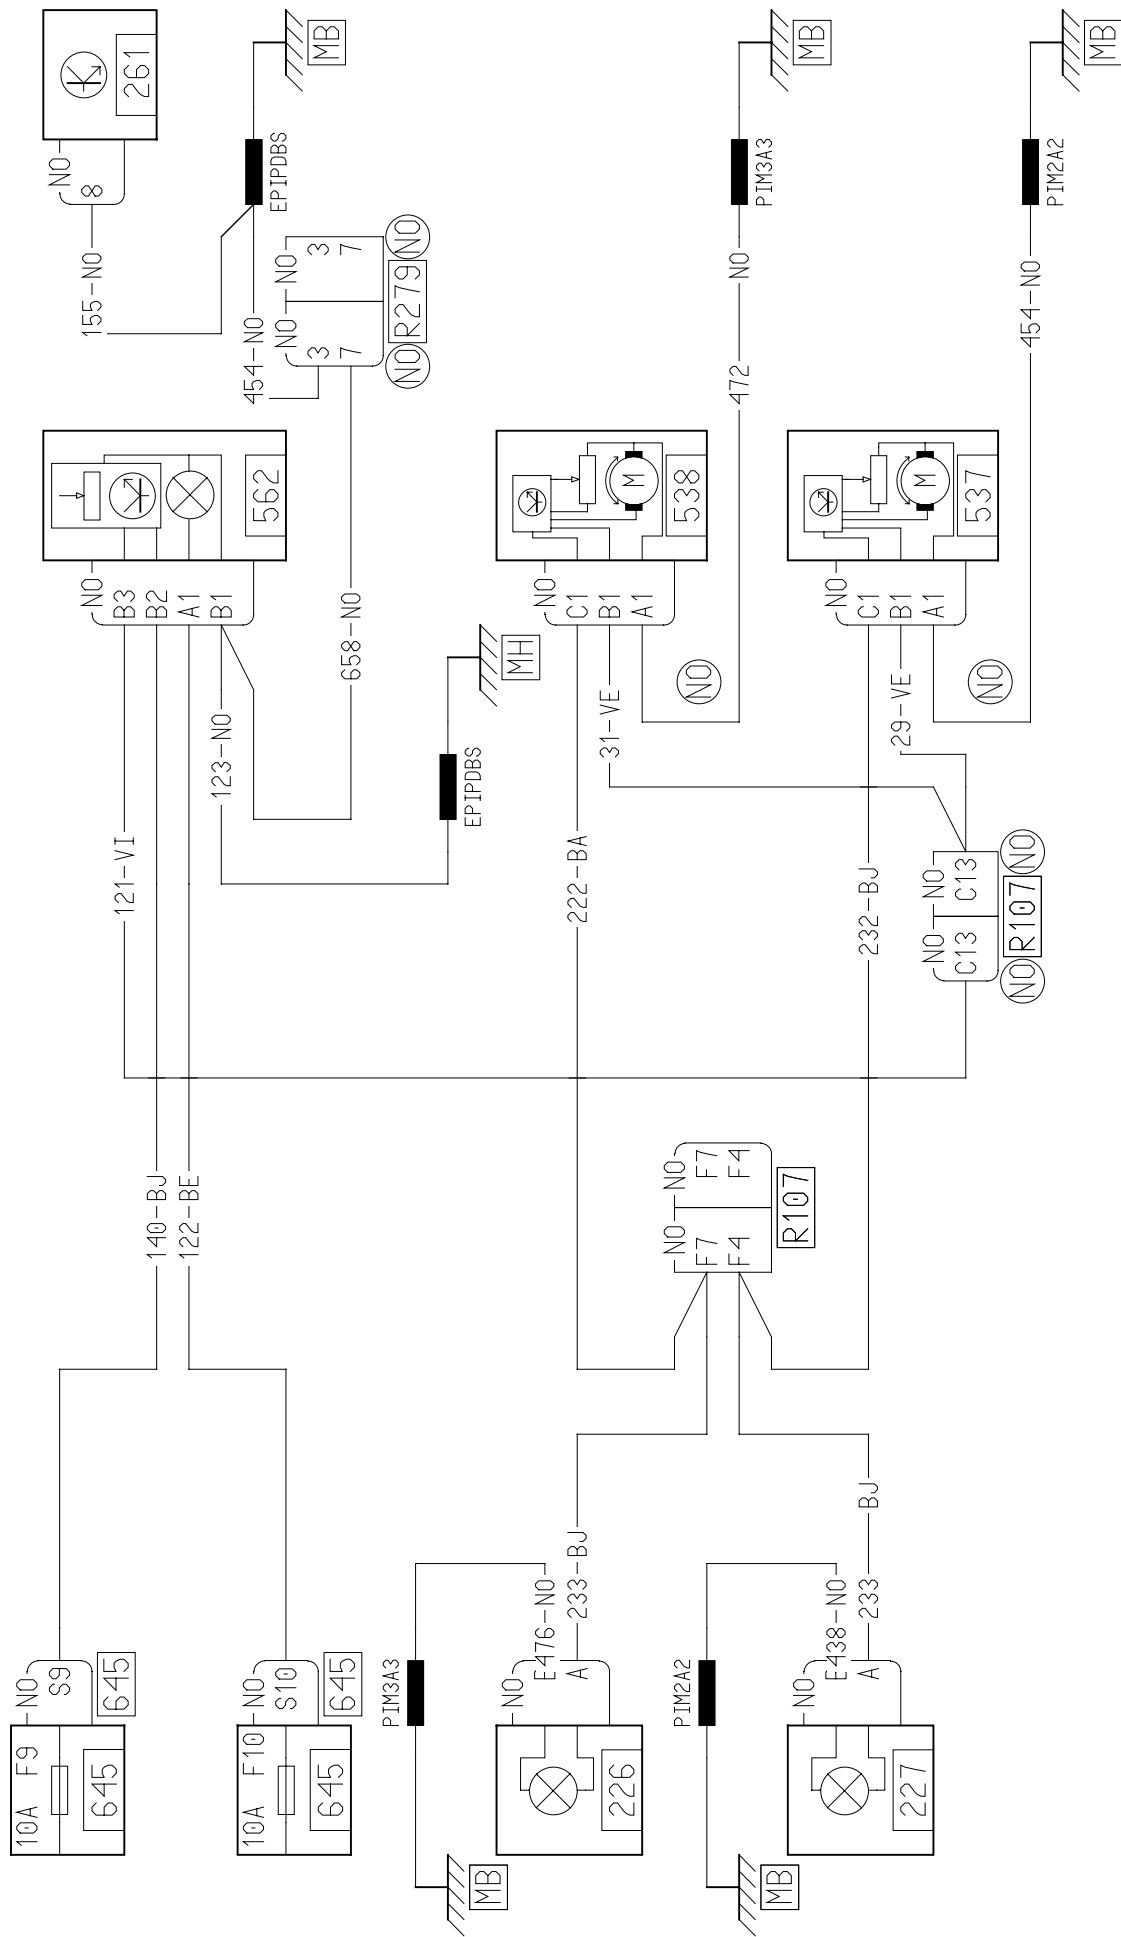 10A F9
645
NO
S9
645
10A F10
645
NO
S10
645
140-BJ
122-BE
121-VI
123-NO
658-NO
NO
B3
B2
A1
B1
562
155-NO
NO
8
261
454-NO
EPIPDBS
MB
NO NO
3 3
7 7
NO R279 NO
EPIPDBS
MH
MB
PIM3A3
226
NO
E476-NO
A
233-BJ
222-BA
31-VE
NO
C1
B1
A1
538
NO
472
NO
PIM3A3
MB
NO NO
F7 F7
F4 F4
R107
MB
PIM2A2
227
NO
E438-NO
A
233
BJ
232-BJ
29-VE
NO
C1
B1
A1
537
NO
454-NO
PIM2A2
MB
NO NO
C13 C13
NO R107 NO